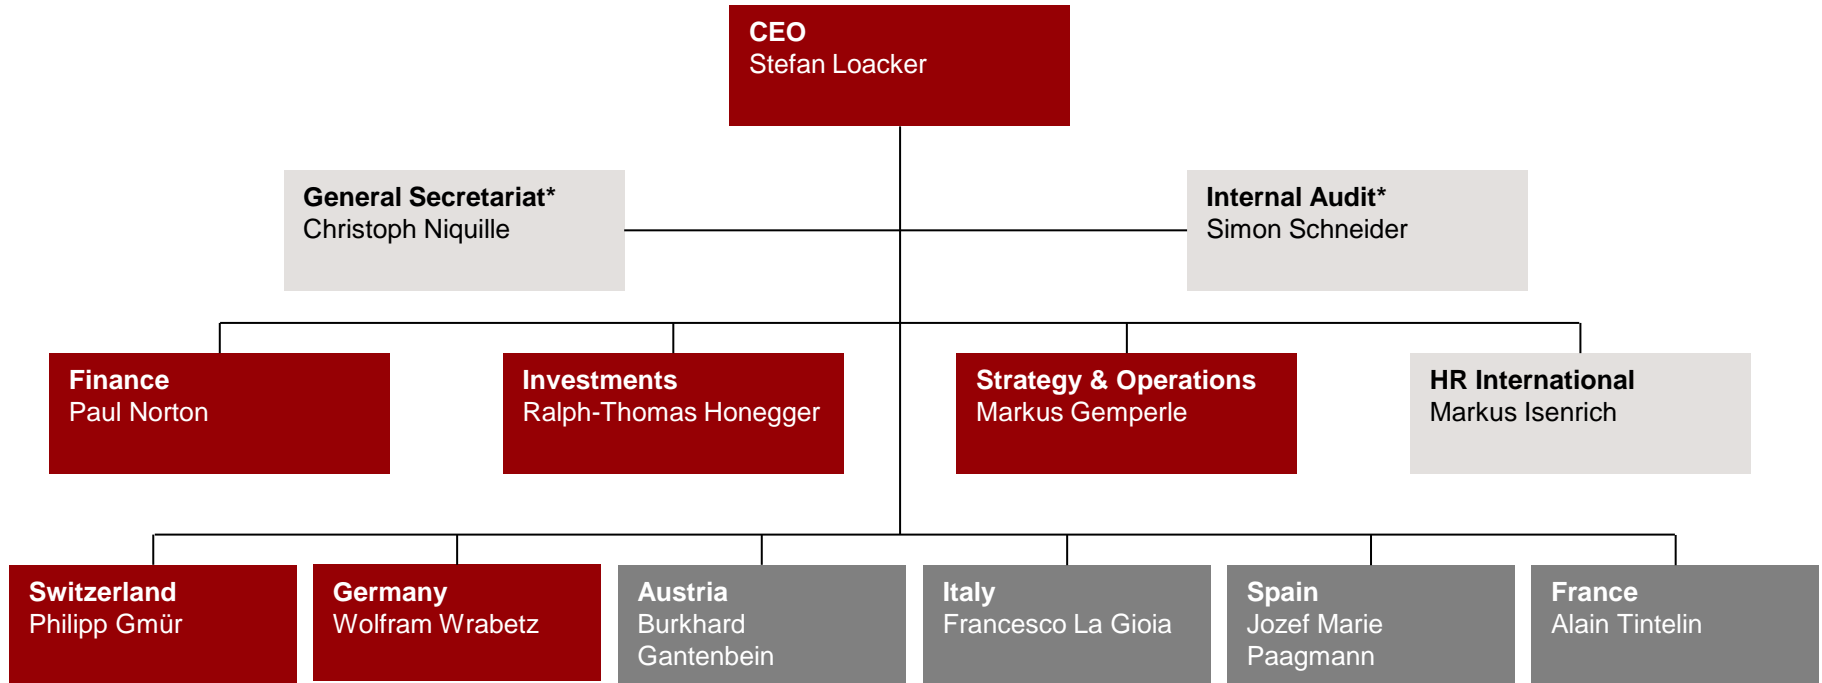 CEO
Stefan Loacker
General Secretariat*
Christoph Niquille
Internal Audit*
Simon Schneider
Finance
Paul Norton
Investments
Ralph-Thomas Honegger
Strategy & Operations
Markus Gemperle
HR International
Markus Isenrich
Switzerland
Philipp Gmür
Germany
Wolfram Wrabetz
Austria
Burkhard
Gantenbein
Italy
Francesco La Gioia
Spain
Jozef Marie
Paagmann
France
Alain Tintelin